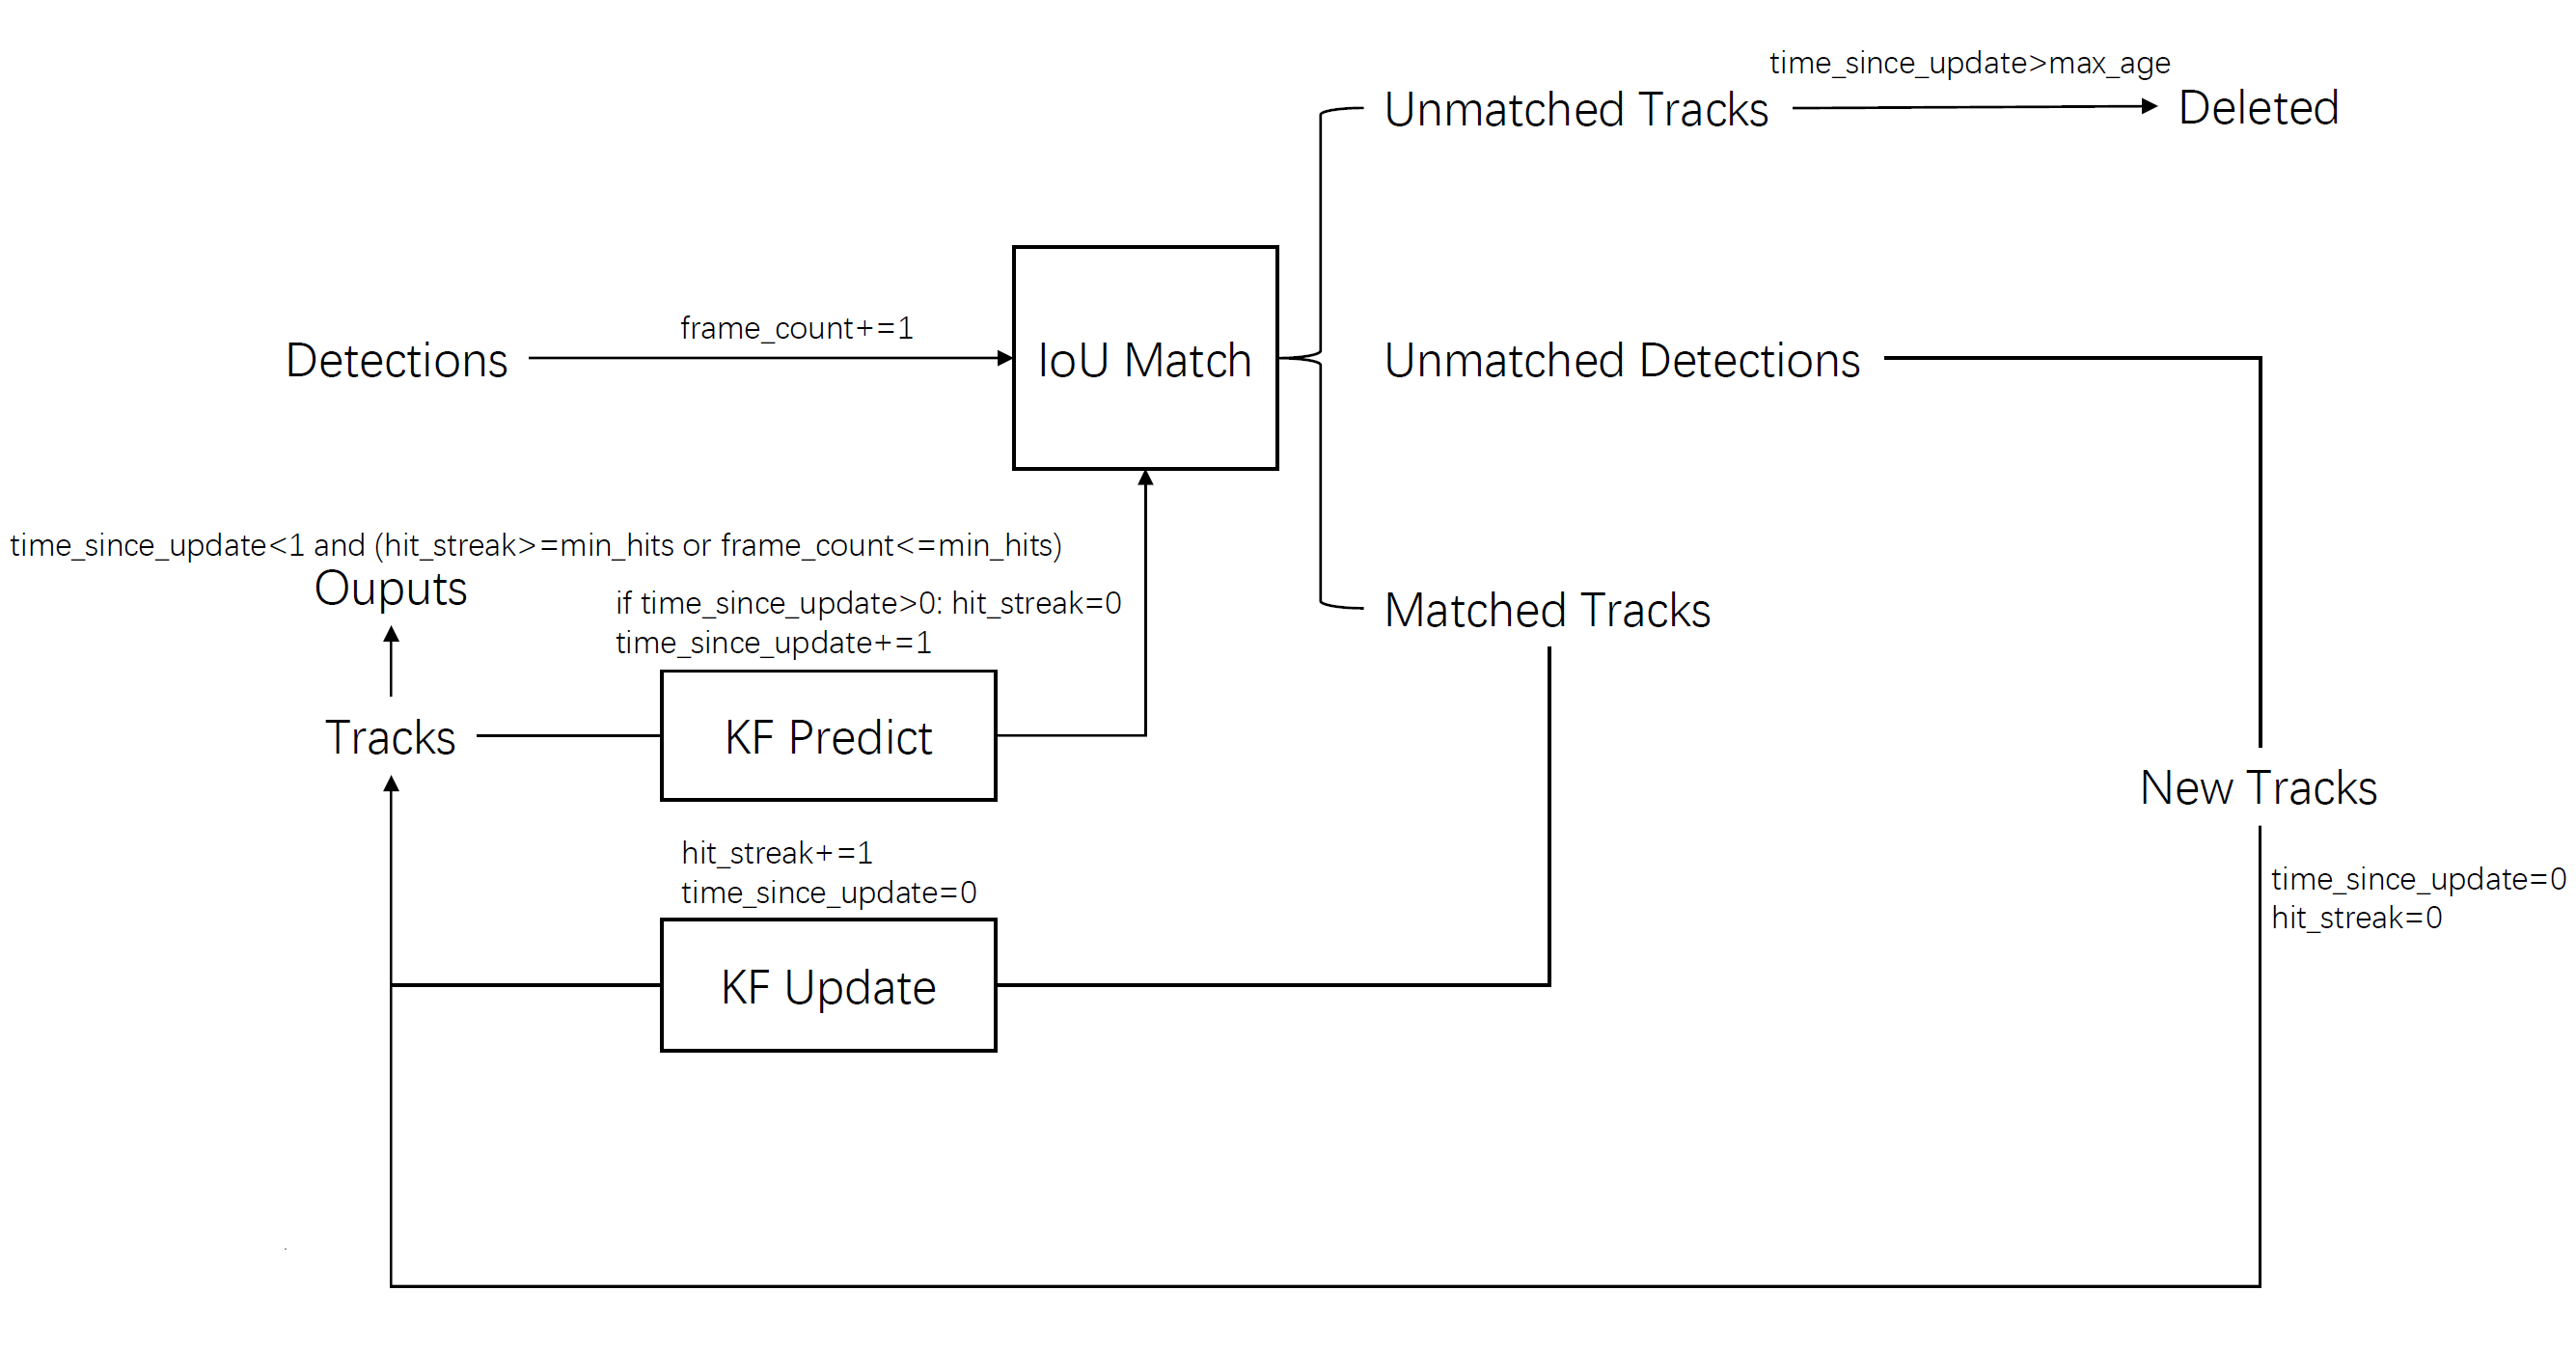 time_since_update>max_age
Unmatched Tracks
Deleted
frame_count+=1
Detections
IoU Match
Unmatched Detections
time_since_update<1 and (hit_streak>=min_hits or frame_count<=min_hits)
Ouputs
if time_since_update>0: hit_streak=0
time_since_update+=1
Matched Tracks
Tracks
KF Predict
New Tracks
hit_streak+=1
time_since_update=0
time_since_update=0
hit_streak=0
KF Update